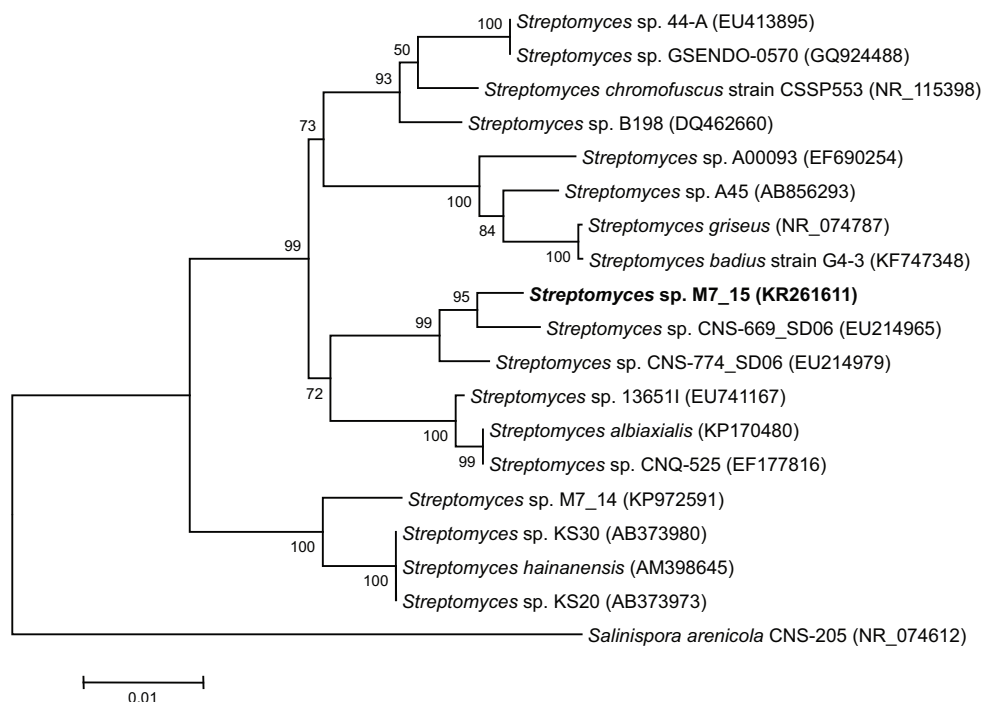 100 Streptomyces sp. 44-A (EU413895)
50
Streptomyces sp. GSENDO-0570 (GQ924488)
93
Streptomyces chromofuscus strain CSSP553 (NR_115398)
73
Streptomyces sp. B198 (DQ462660)
Streptomyces sp. A00093 (EF690254)
100
Streptomyces sp. A45 (AB856293)
84
Streptomyces griseus (NR_074787)
99
100
Streptomyces badius strain G4-3 (KF747348)
95
Streptomyces sp. M7_15 (KR261611)
99
Streptomyces sp. CNS-669_SD06 (EU214965)
Streptomyces sp. CNS-774_SD06 (EU214979)
72
Streptomyces sp. 13651I (EU741167)
100
Streptomyces albiaxialis (KP170480)
99
Streptomyces sp. CNQ-525 (EF177816)
Streptomyces sp. M7_14 (KP972591)
100
Streptomyces sp. KS30 (AB373980)
100
Streptomyces hainanensis (AM398645)
Streptomyces sp. KS20 (AB373973)
Salinispora arenicola CNS-205 (NR_074612)
0.01